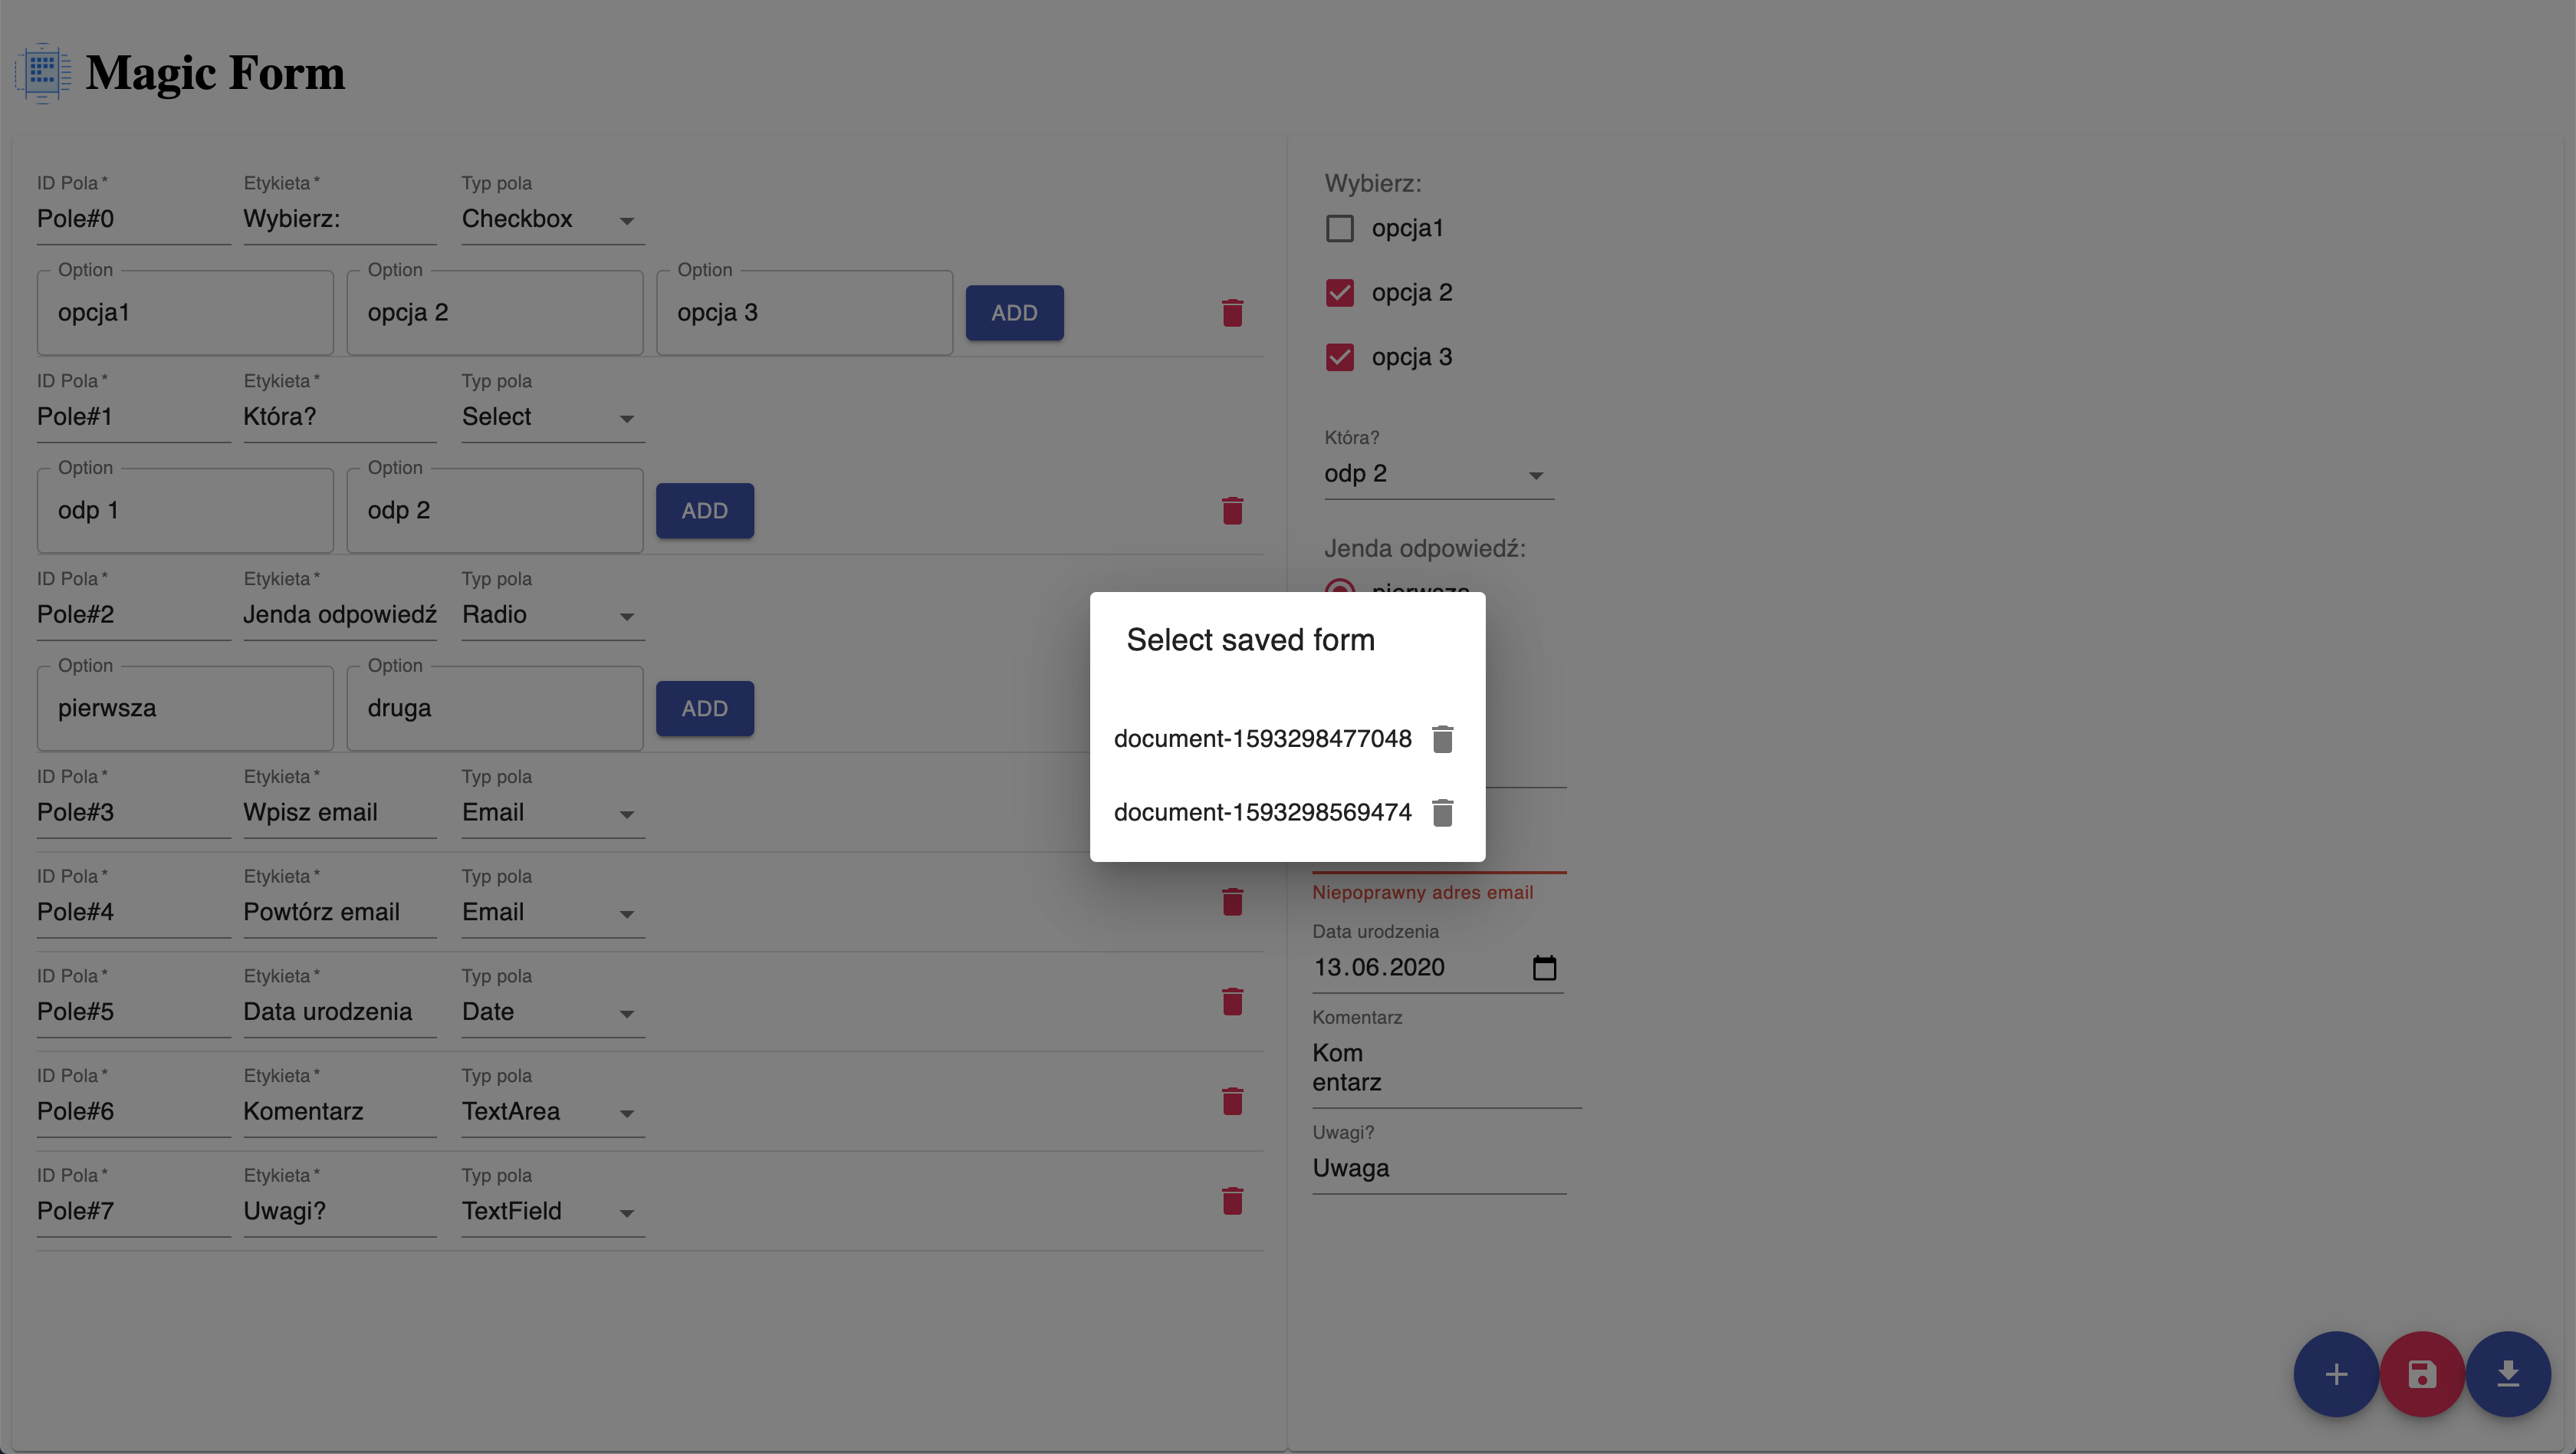 Magic Form
ID Pola * Etykieta * Typ pola
Pole#0 Wybierz: Checkbox
Option Option Option
opcja1 opcja 2 opcja 3 ADD
ID Pola * Etykieta * Typ pola
Pole#1 Która? Select
Option Option
odp 1 odp 2 ADD
ID Pola * Etykieta * Typ pola
Pole#2 Jenda odpowiedź Radio
Option Option
pierwsza druga ADD
ID Pola * Etykieta * Typ pola
Pole#3 Wpisz email Email
ID Pola * Etykieta * Typ pola
Pole#4 Powtórz email Email
ID Pola * Etykieta * Typ pola
Pole#5 Data urodzenia Date
ID Pola * Etykieta * Typ pola
Pole#6 Komentarz TextArea
ID Pola * Etykieta * Typ pola
Pole#7 Uwagi? TextField
Wybierz:
opcja1
opcja 2
opcja 3
Która?
odp 2
Jenda odpowiedź:
pierwsza
Select saved form
document-1593298477048
document-1593298569474
Niepoprawny adres email
Data urodzenia
13.06.2020
Komentarz
Kom
entarz
Uwagi?
Uwaga